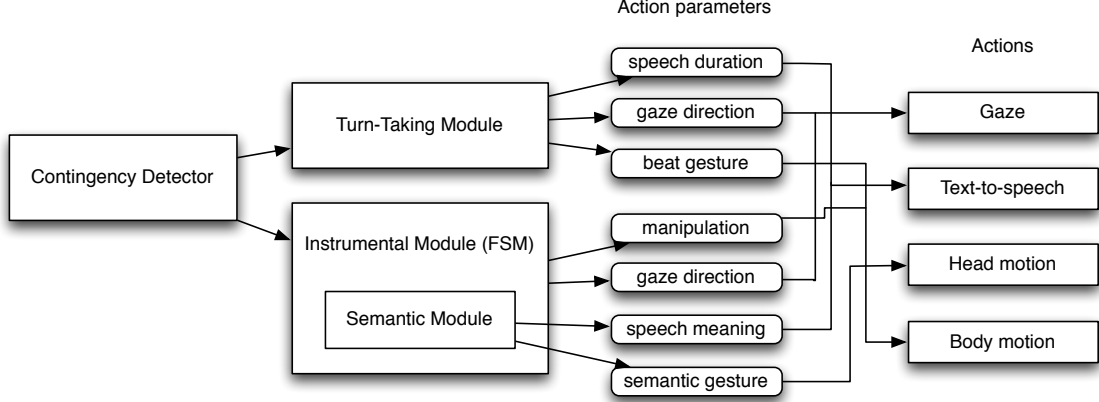 Action parameters
Actions
speech duration
gaze direction
beat gesture
manipulation
gaze direction
speech meaning
semantic gesture
Turn-Taking Module
Contingency Detector
Instrumental Module (FSM)
Semantic Module
Gaze
Text-to-speech
Head motion
Body motion